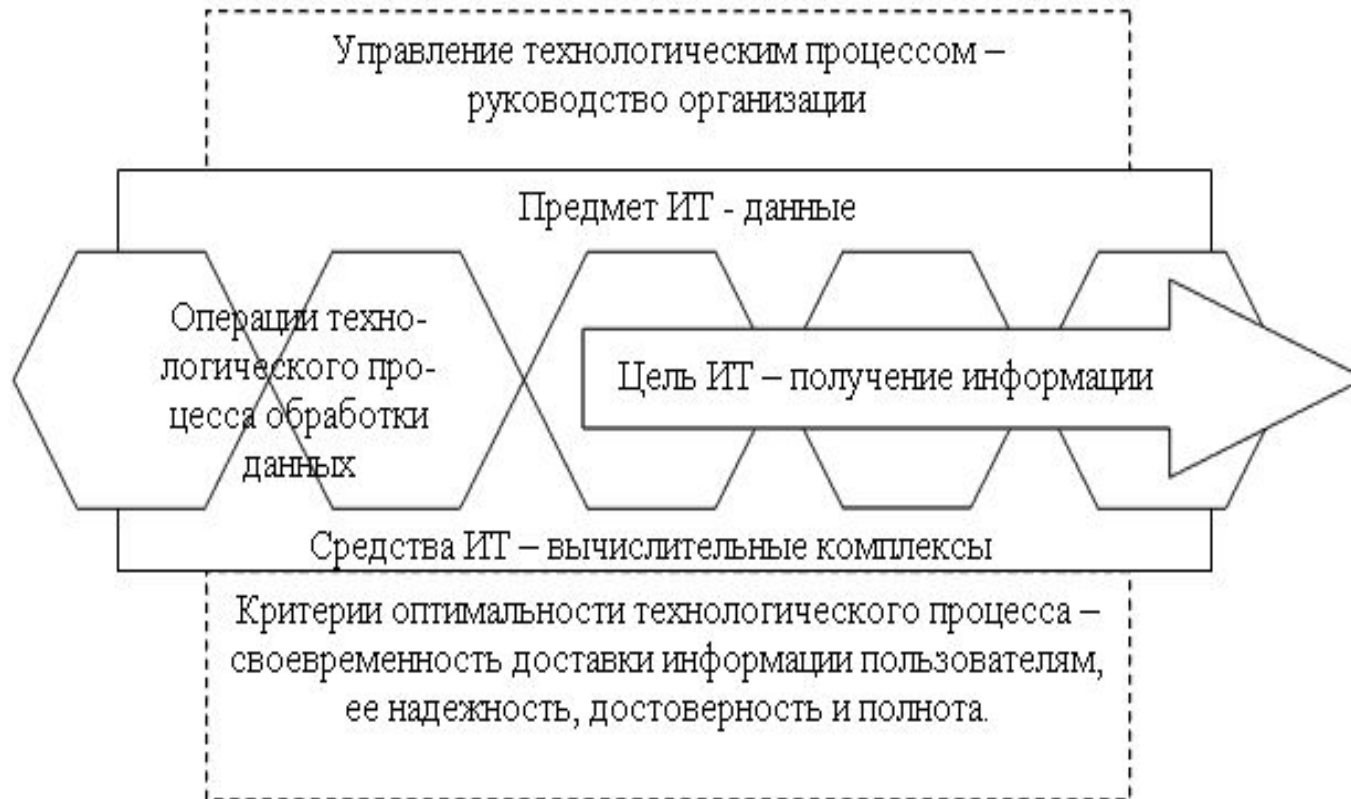 Управление технологическим процессом –
руководство организации
Предмет ИТ - данные
Операции техно-
логического про-
цесса обработки
данных
Цель ИТ – получение информации
Средства ИТ – вычислительные комплексы
Критерии оптимальности технологического процесса –
своевременность доставки информации пользователям,
ее надежность, достоверность и полнота.